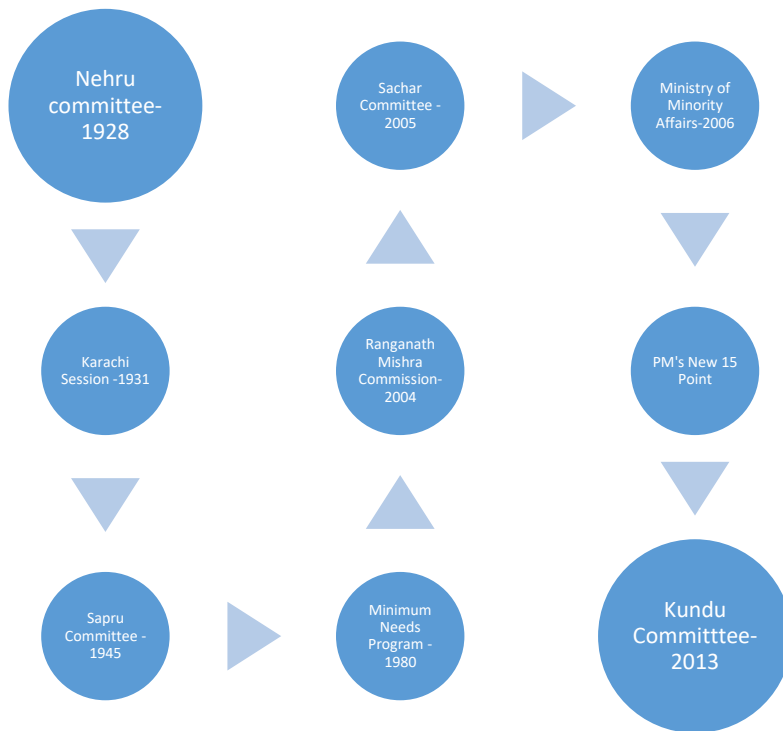 Nehru
committee-
1928
Karachi
Session -1931
Sapru
Committee -
1945
Minimum
Needs
Program -
1980
Ranganath
Mishra
Commission-
2004
Sachar
Committee -
2005
Ministry of
Minority
Affairs-2006
PM's New 15
Point
Kundu
Committtee-
2013